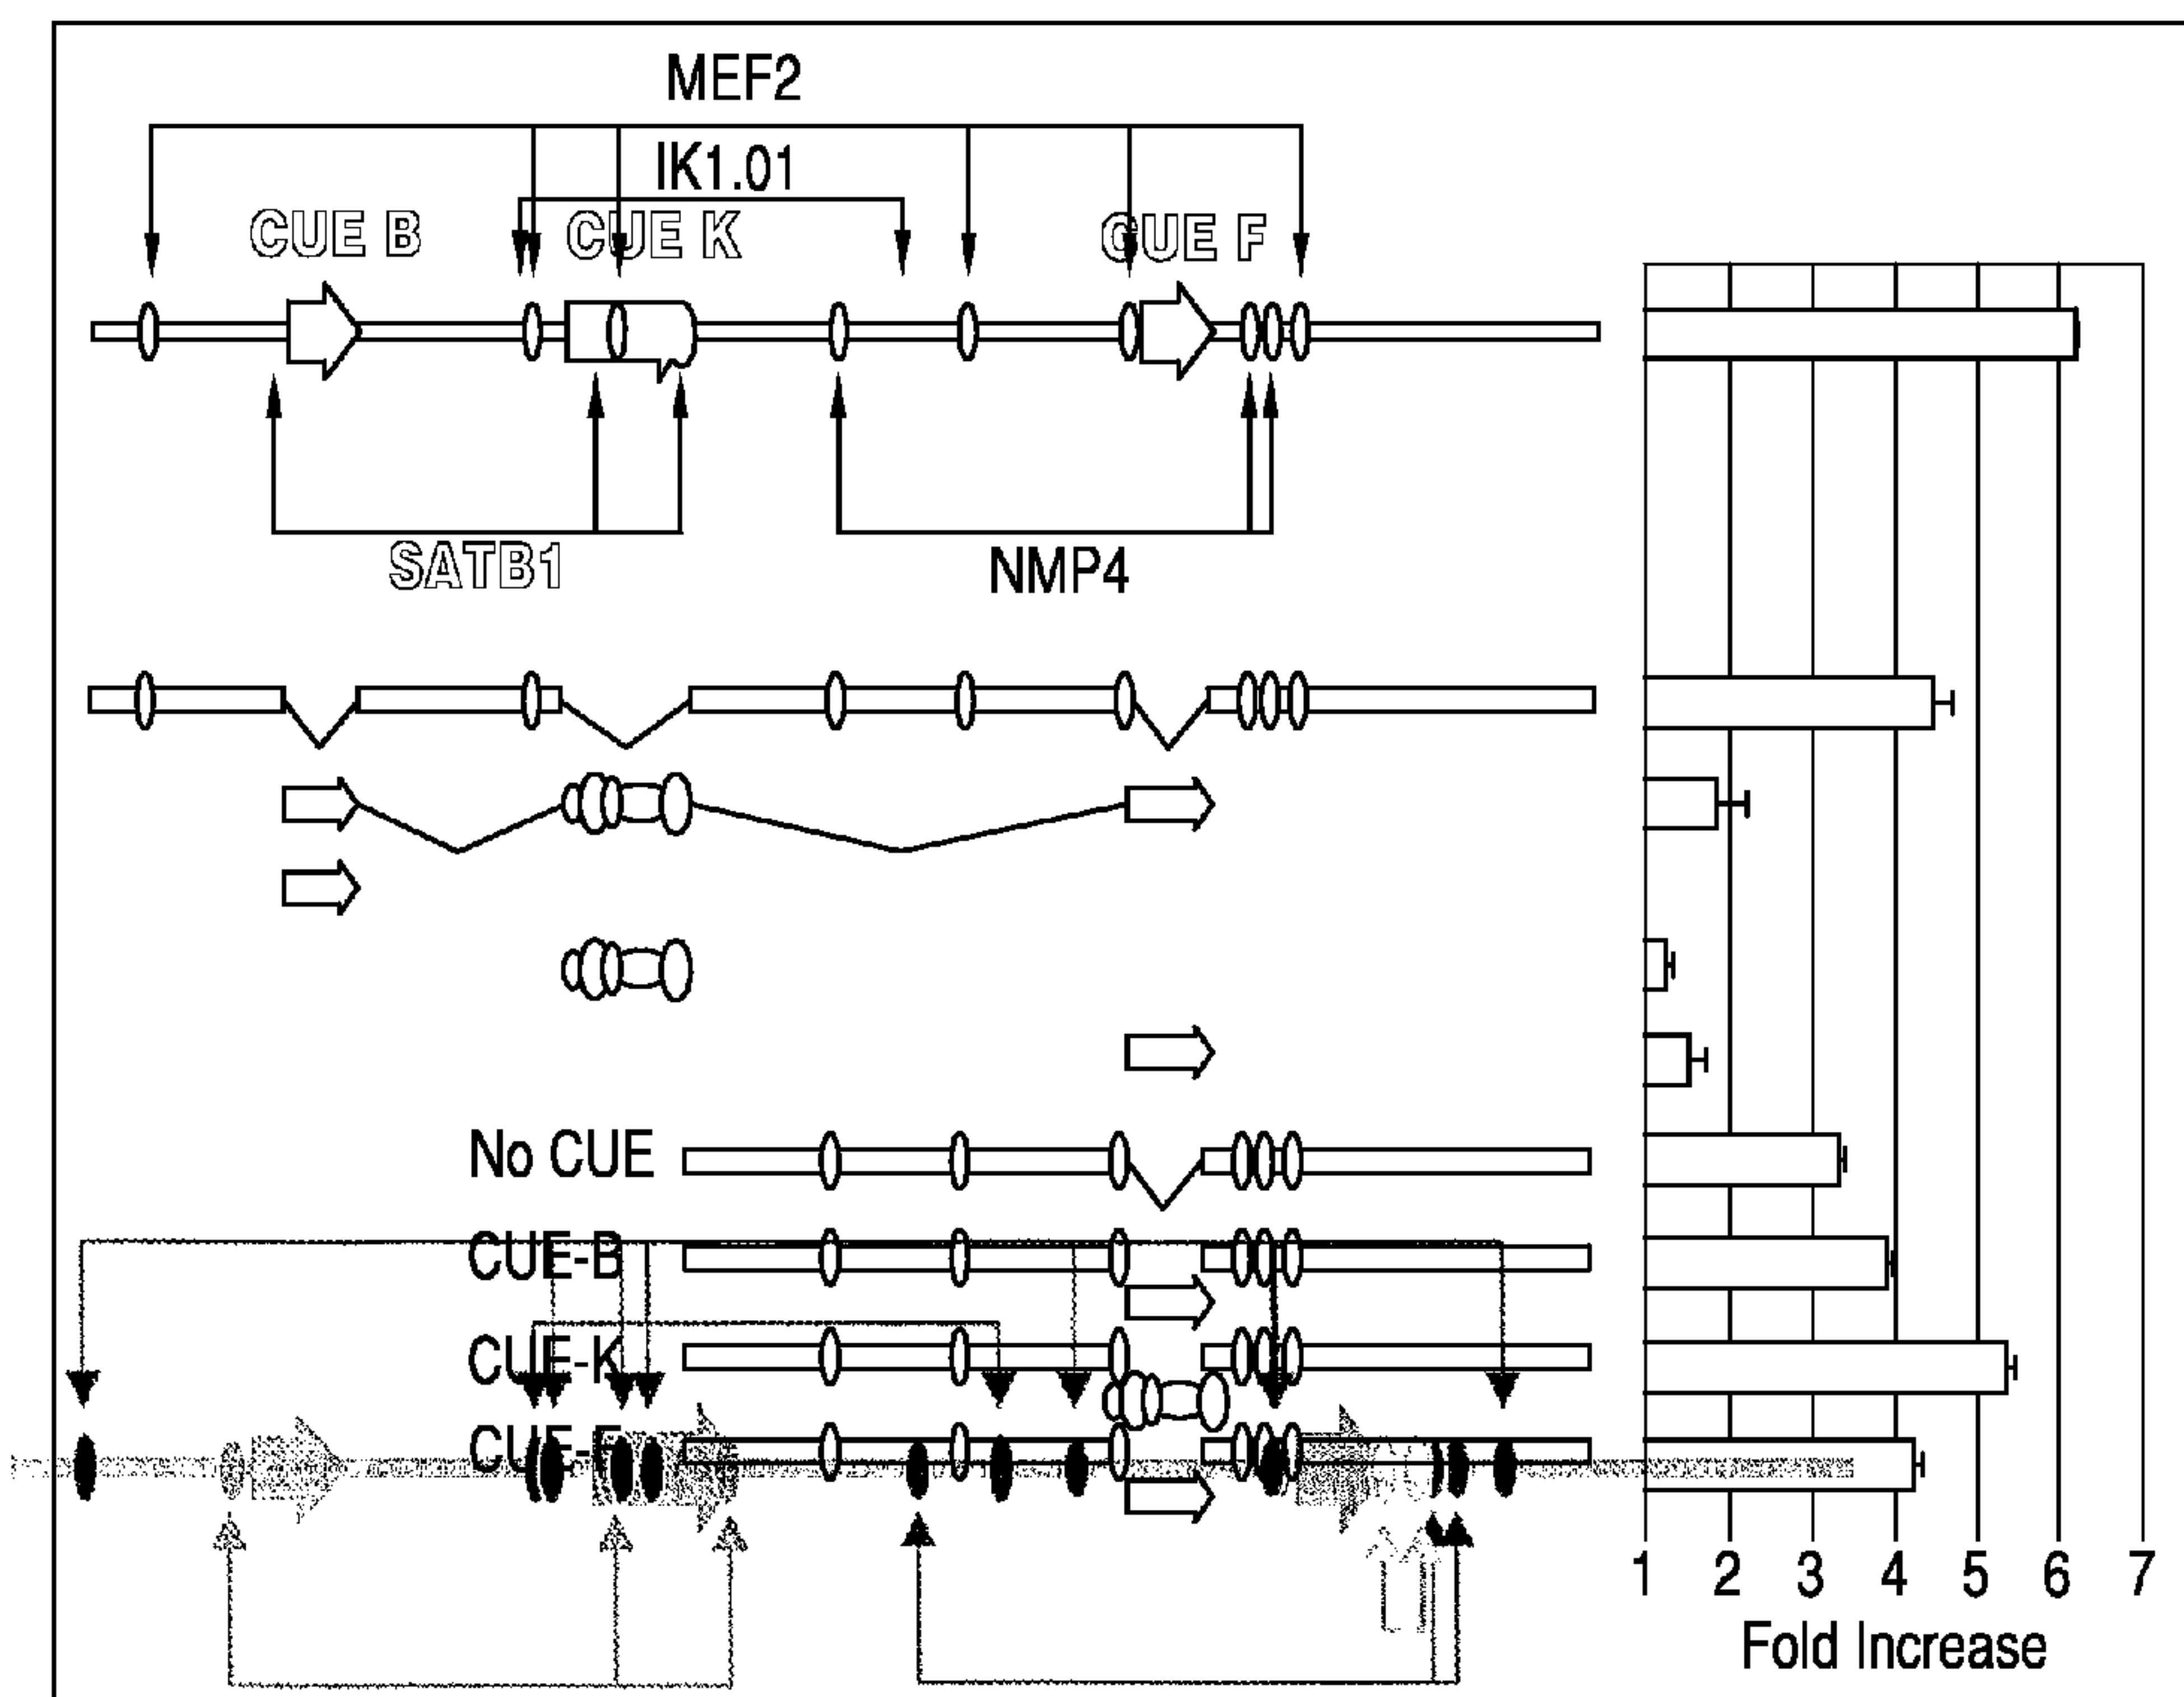 MEF2
IK1.01
CUE B CUE K CUE F
SATB1 NMP4
No CUE
CUE-B
CUE-K
CUE-F
1 2 3 4 5 6 7
Fold Increase